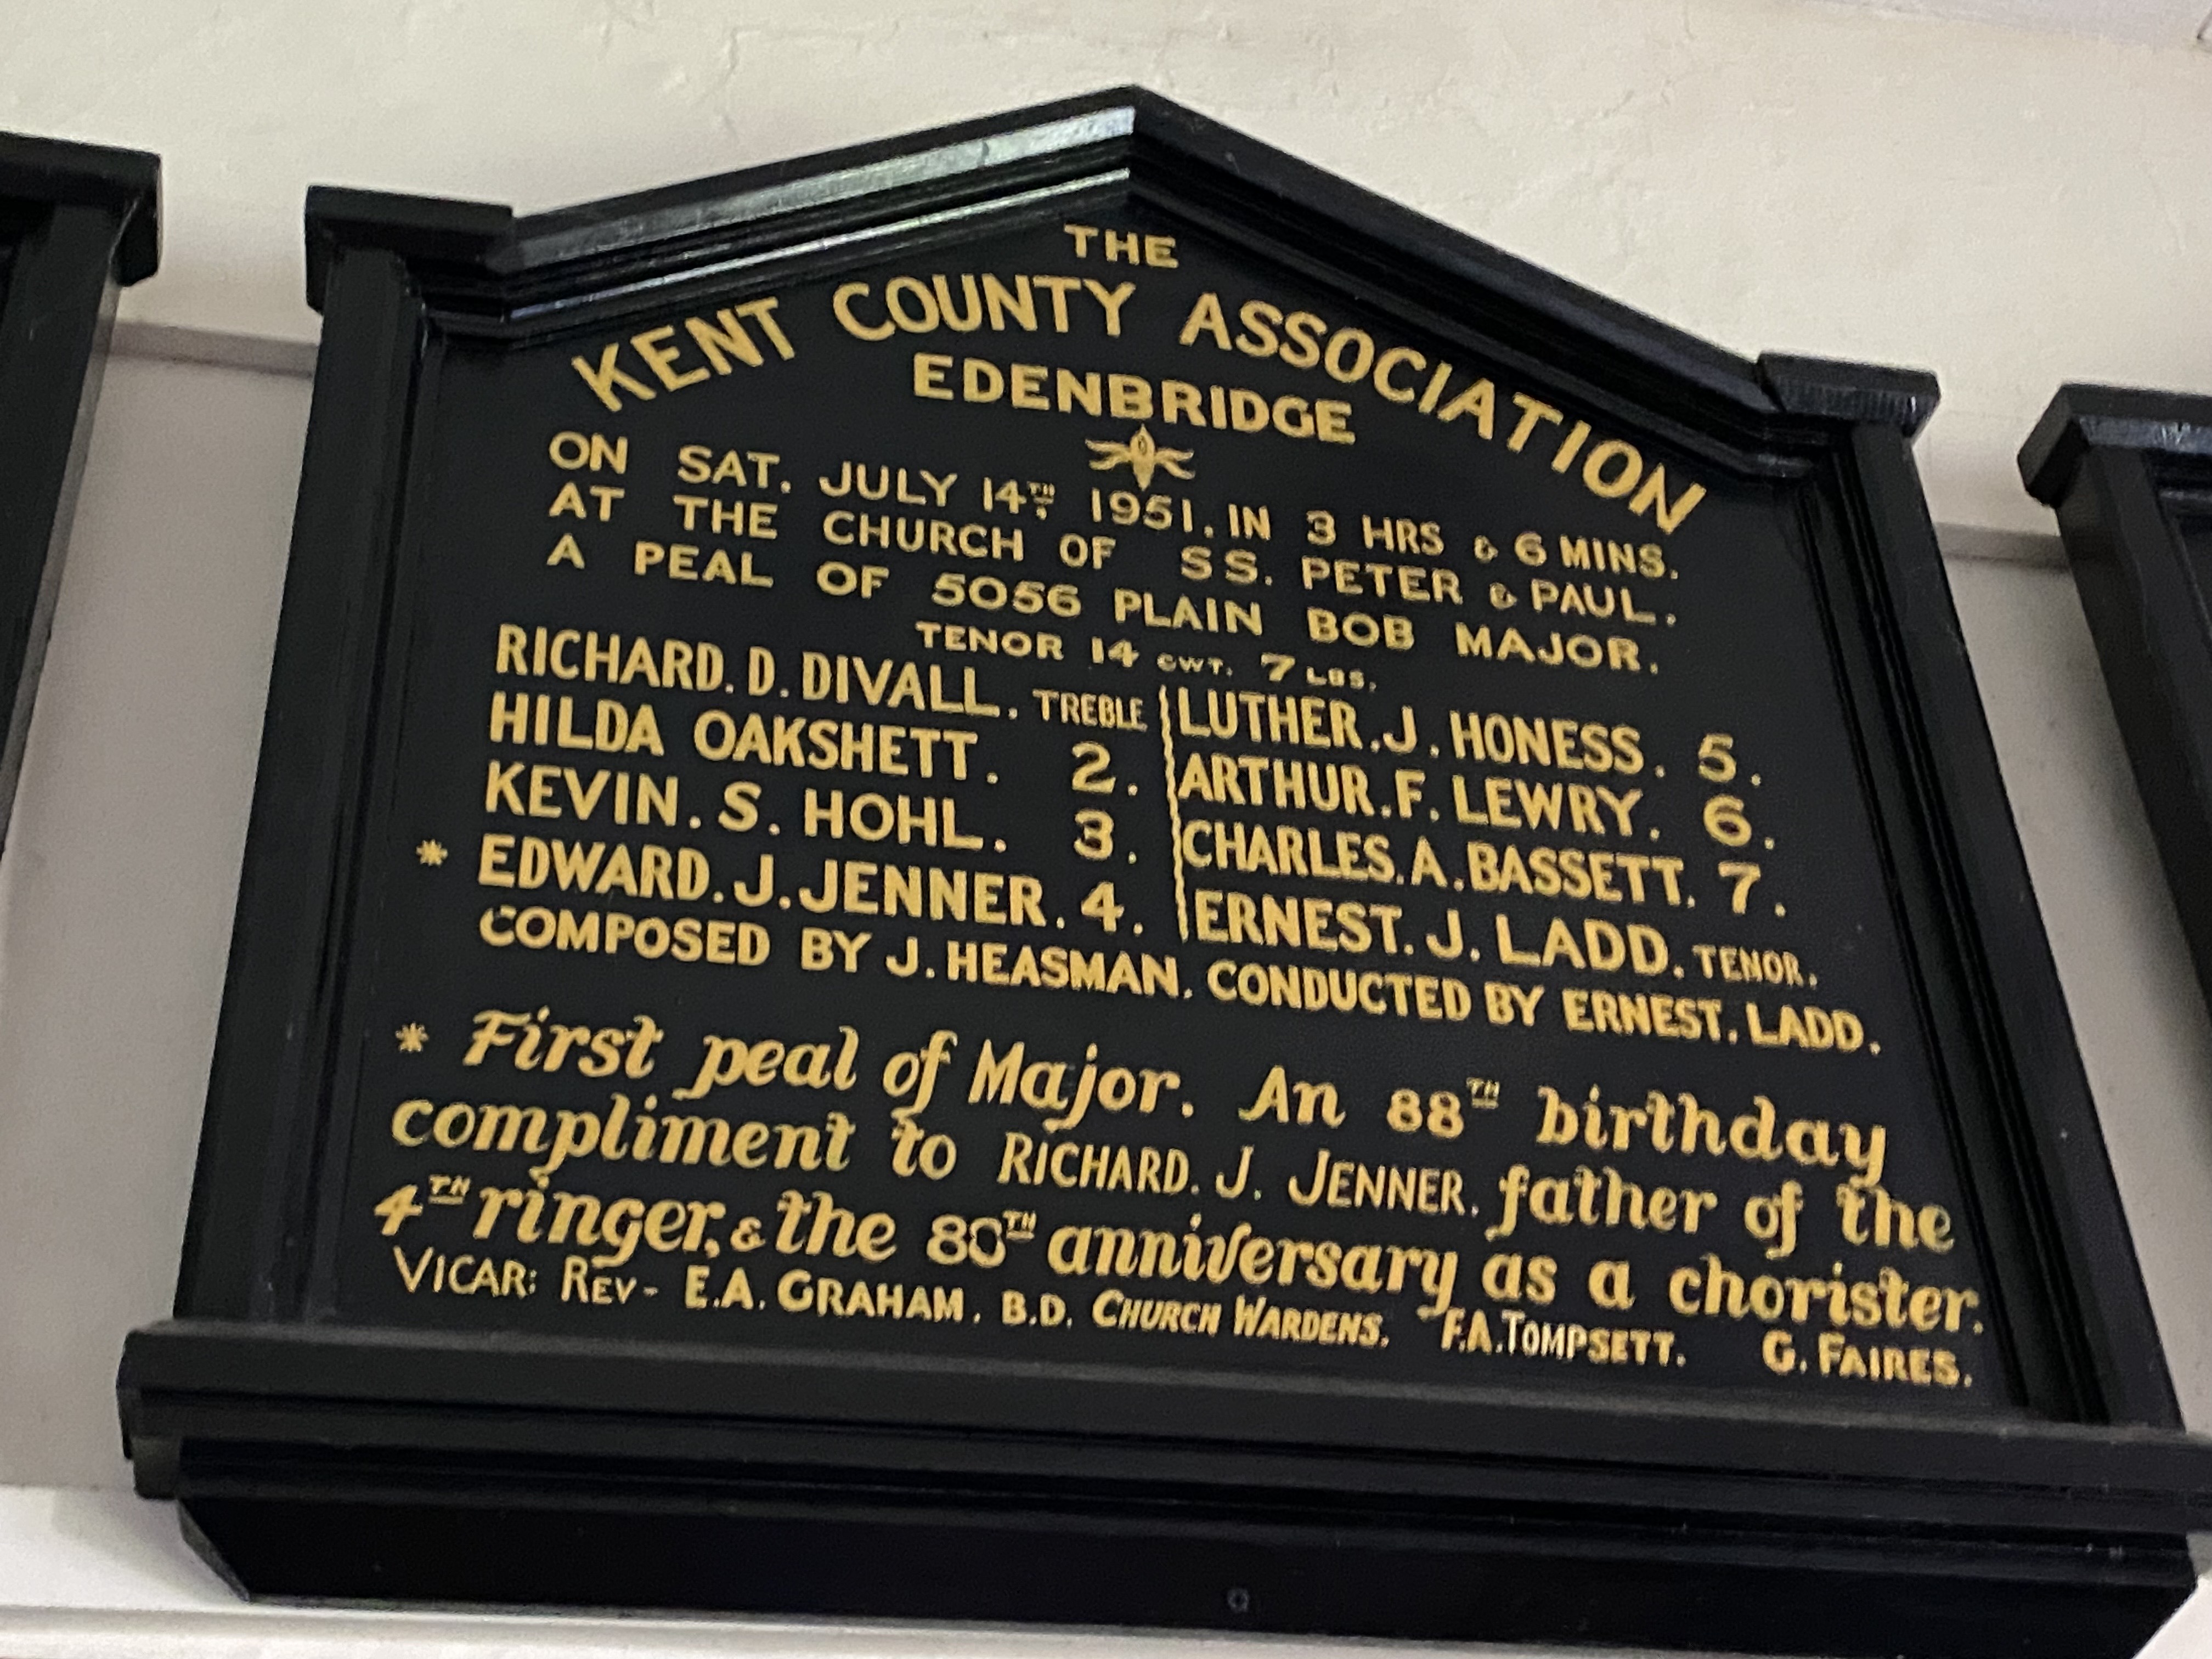 THE
KENT COUNTY ASSOCIATION
EDENBRIDGE
ON SAT. JULY 14TH 1951. IN 3 HRS & 6 MINS.
AT THE CHURCH OF SS. PETER & PAUL.
A PEAL OF 5056 PLAIN BOB MAJOR.
TENOR 14 CWT. 7 LBS.
RICHARD. D. DIVALL. TREBLE
HILDA OAKSHETT. 2.
KEVIN. S. HOHL. 3.
* EDWARD. J. JENNER. 4.
LUTHER. J. HONESS. 5.
ARTHUR. F. LEWRY. 6.
CHARLES. A. BASSETT. 7.
ERNEST. J. LADD. TENOR.
COMPOSED BY J. HEASMAN. CONDUCTED BY ERNEST. LADD.
* First peal of Major. An 88TH birthday
compliment to RICHARD. J. JENNER. father of the
4TH ringer, & the 80TH anniversary as a chorister.
VICAR: REV- E.A. GRAHAM. B.D. CHURCH WARDENS. F.A. TOMPSETT. G. FAIRES.